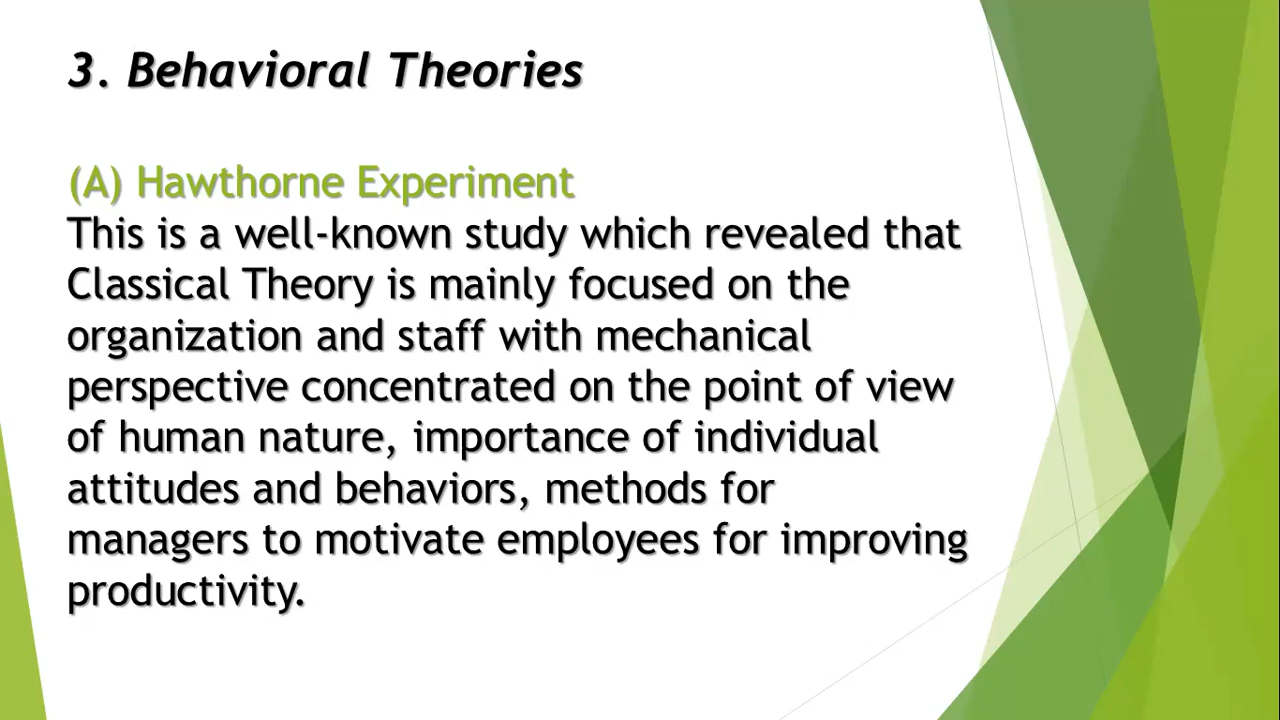 3. Behavioral Theories
(A) Hawthorne Experiment
This is a well-known study which revealed that
Classical Theory is mainly focused on the
organization and staff with mechanical
perspective concentrated on the point of view
of human nature, importance of individual
attitudes and behaviors, methods for
managers to motivate employees for improving
productivity.